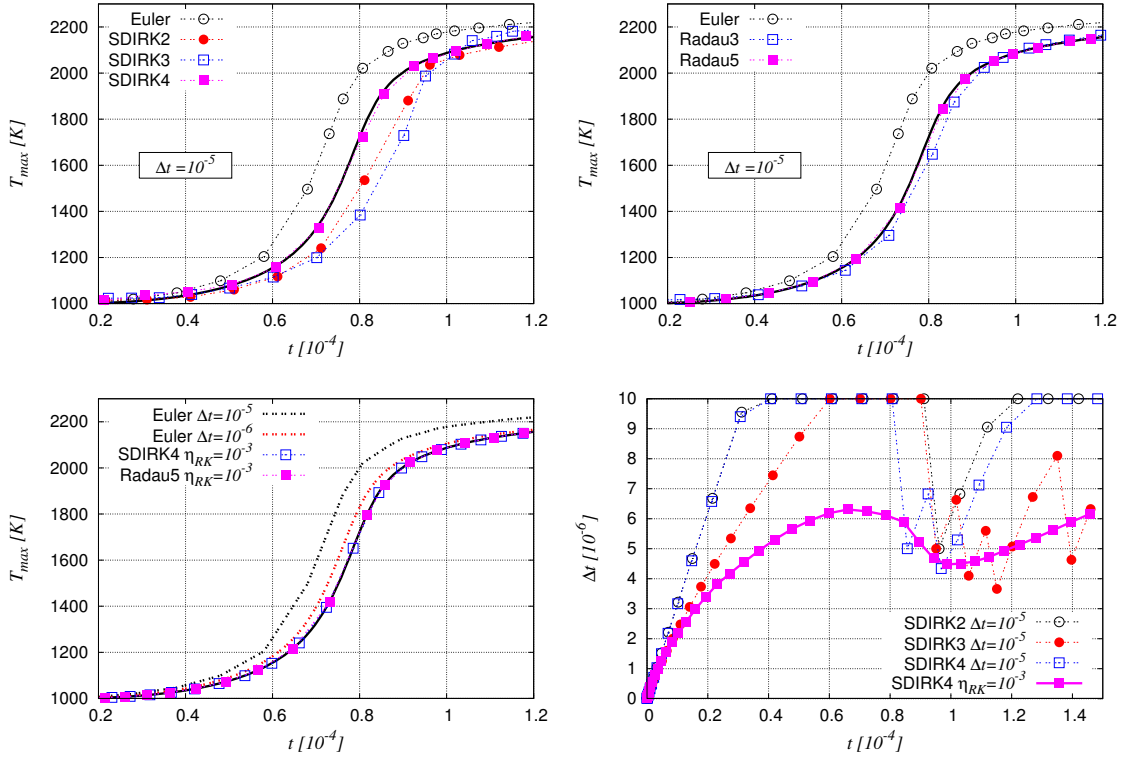 Euler
SDIRK2
SDIRK3
SDIRK4
Δt=10⁻⁵
T_max [K]
2200
2000
1800
1600
1400
1200
1000
0.2 0.4 0.6 0.8 1 1.2
t [10⁻⁴]
Euler
Radau3
Radau5
Δt=10⁻⁵
T_max [K]
2200
2000
1800
1600
1400
1200
1000
0.2 0.4 0.6 0.8 1 1.2
t [10⁻⁴]
Euler Δt=10⁻⁵
Euler Δt=10⁻⁶
SDIRK4 η_RK=10⁻³
Radau5 η_RK=10⁻³
T_max [K]
2200
2000
1800
1600
1400
1200
1000
0.2 0.4 0.6 0.8 1 1.2
t [10⁻⁴]
10
9
8
7
6
5
4
3
2
1
0
Δt [10⁻⁶]
SDIRK2 Δt=10⁻⁵
SDIRK3 Δt=10⁻⁵
SDIRK4 Δt=10⁻⁵
SDIRK4 η_RK=10⁻³
0 0.2 0.4 0.6 0.8 1 1.2 1.4
t [10⁻⁴]